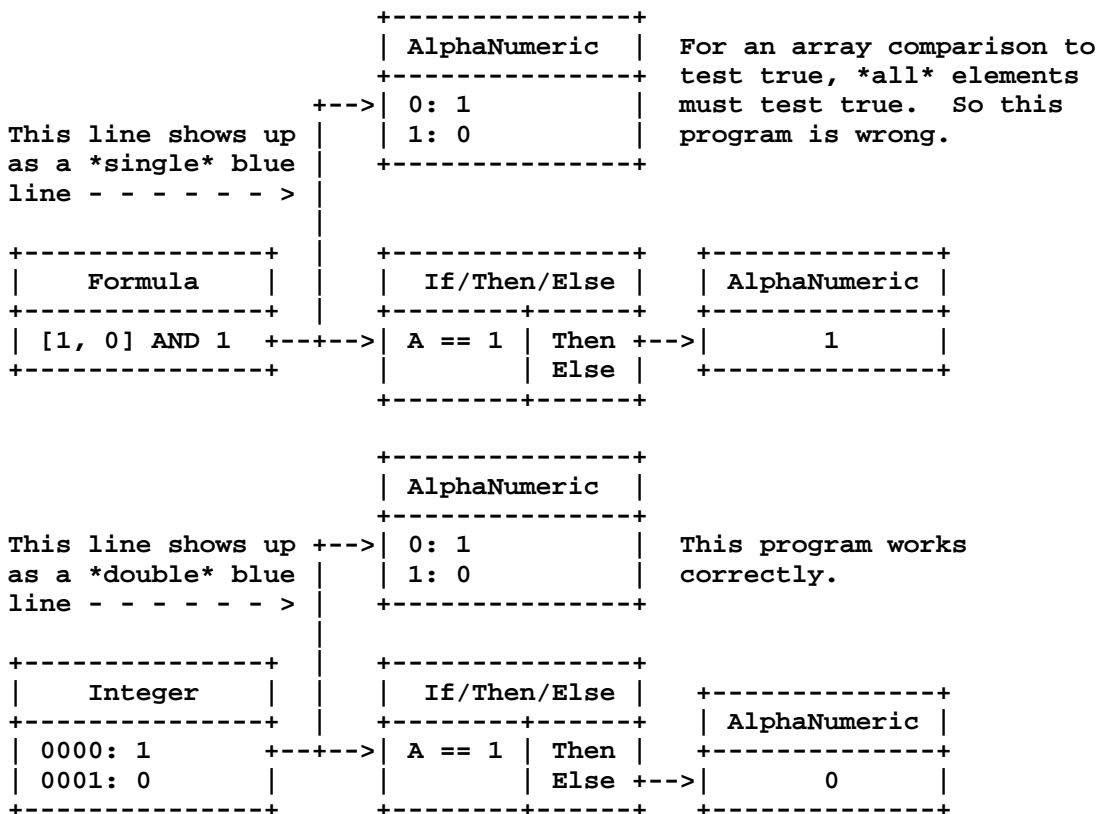 AlphaNumeric
For an array comparison to
test true, *all* elements
0: 1
must test true.  So this
This line shows up
1: 0
program is wrong.
as a *single* blue
line - - - - - - >
Formula
If/Then/Else
AlphaNumeric
[1, 0] AND 1
A == 1
Then
1
Else
AlphaNumeric
This line shows up
0: 1
This program works
as a *double* blue
1: 0
correctly.
line - - - - - - >
Integer
If/Then/Else
AlphaNumeric
0000: 1
A == 1
Then
0001: 0
Else
0